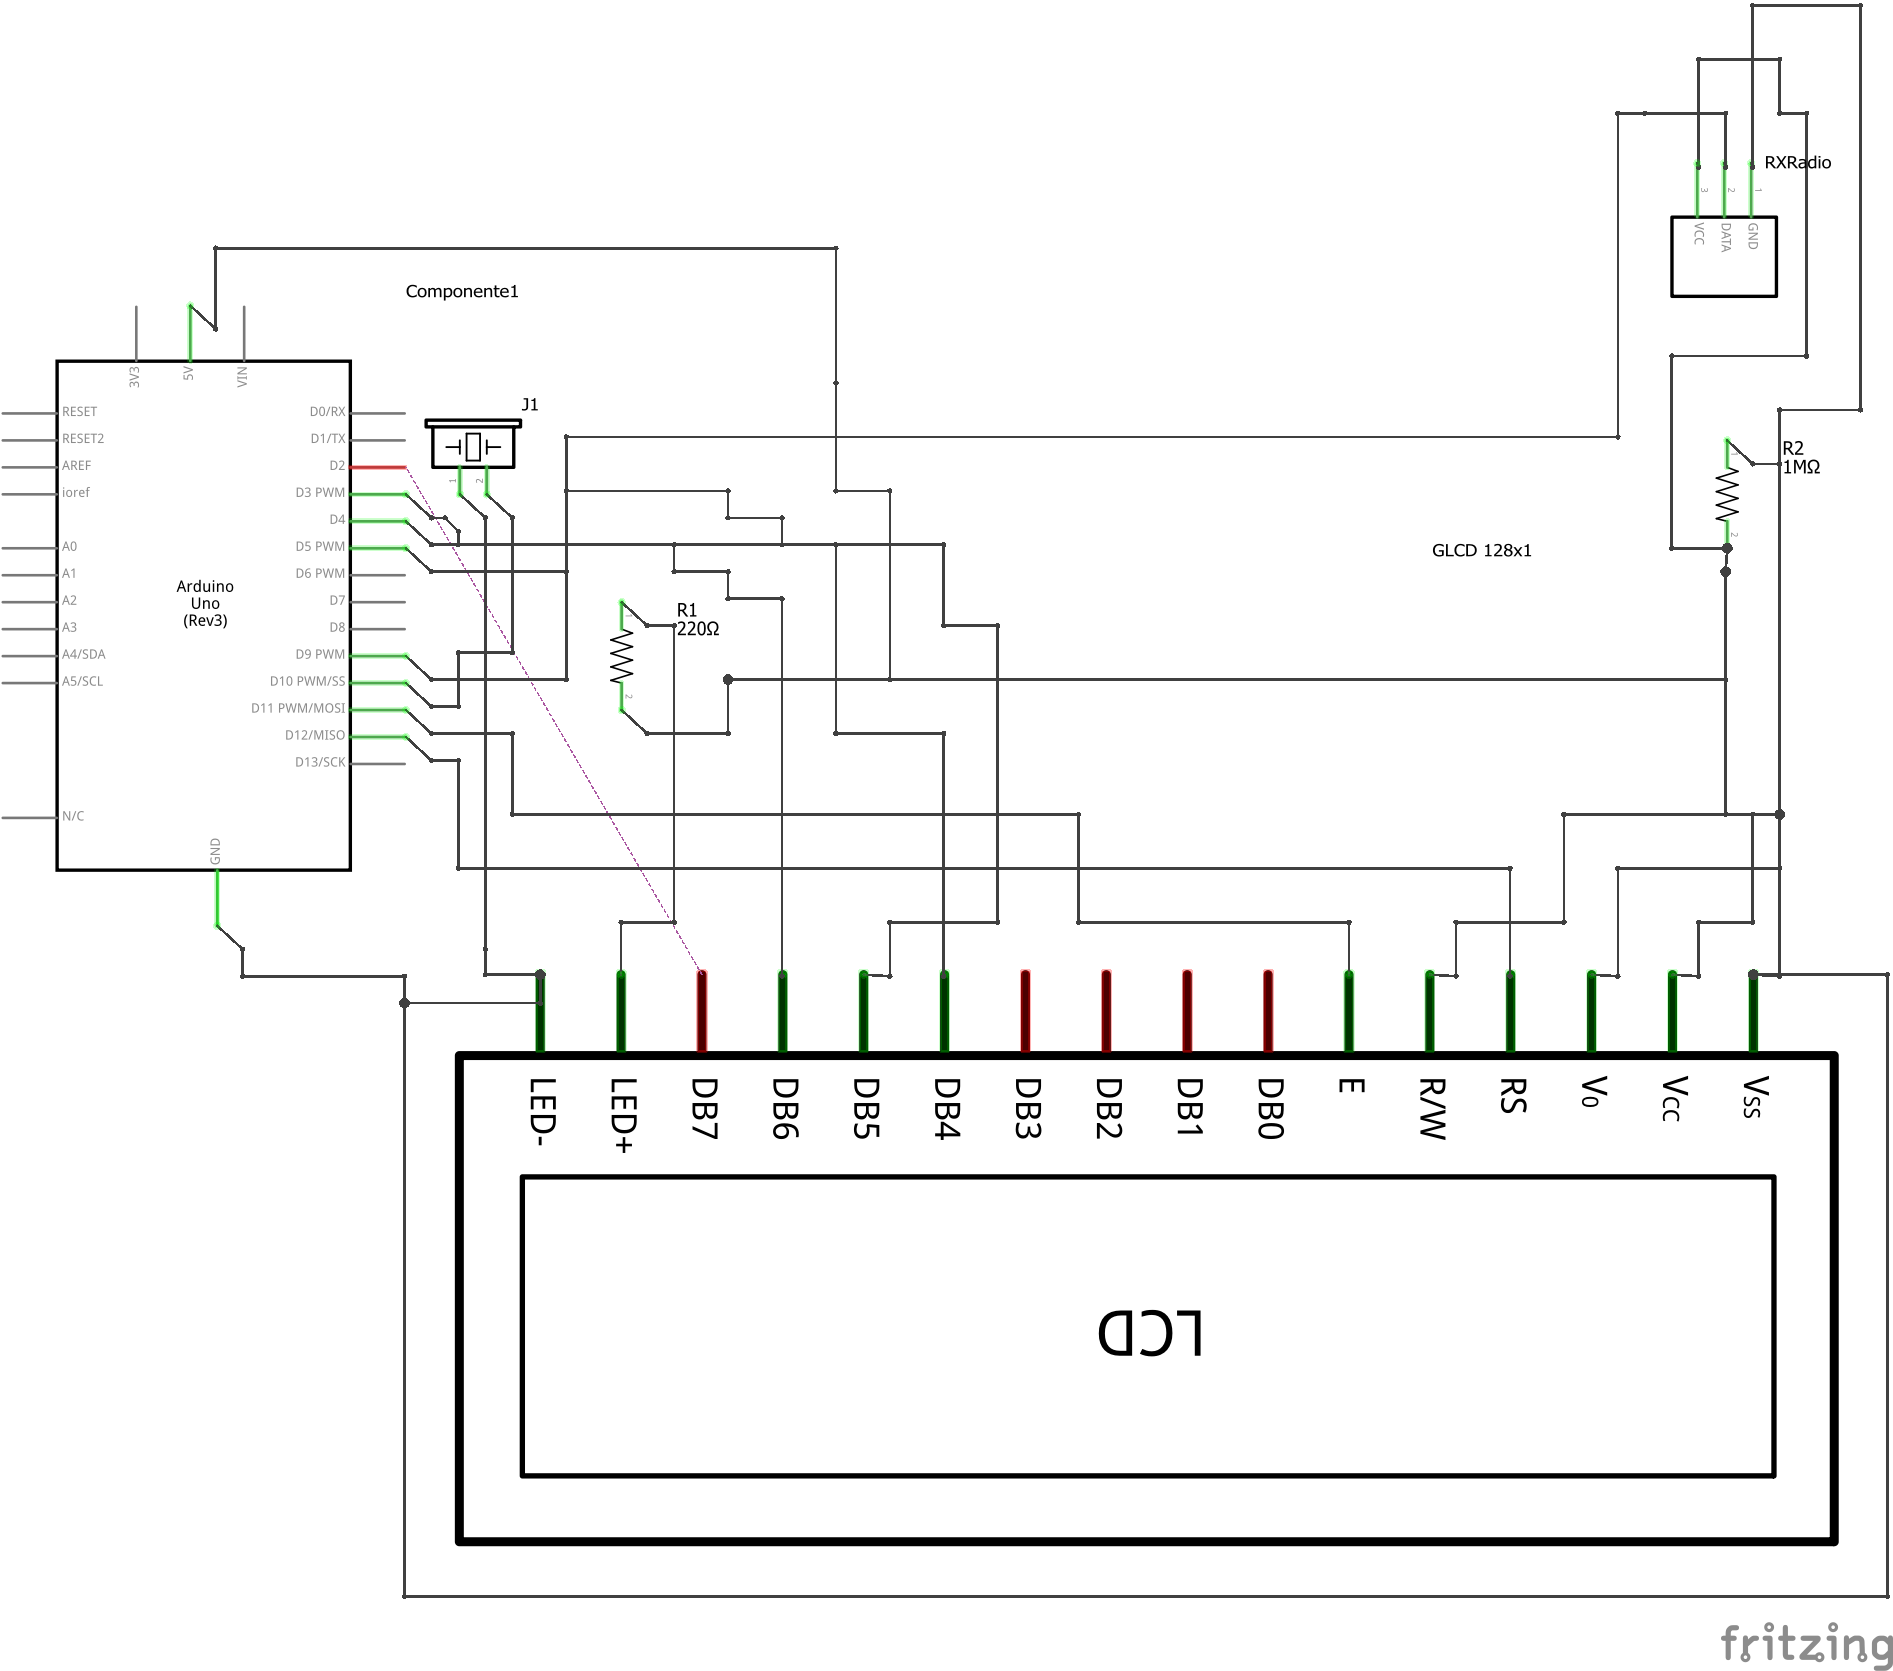 RXRadio
3
2
1
VCC
DATA
GND
Componente1
3V3
5V
VIN
J1
RESET
D0/RX
RESET2
D1/TX
AREF
D2
ioref
D3 PWM
D4
A0
D5 PWM
A1
D6 PWM
A2
D7
A3
D8
A4/SDA
D9 PWM
A5/SCL
D10 PWM/SS
D11 PWM/MOSI
D12/MISO
D13/SCK
N/C
GND
Arduino
Uno
(Rev3)
1
2
R1
220Ω
1
2
R2
1MΩ
1
2
GLCD 128x1
LED-
LED+
DB7
DB6
DB5
DB4
DB3
DB2
DB1
DB0
E
R/W
RS
V0
VCC
VSS
LCD
fritzing